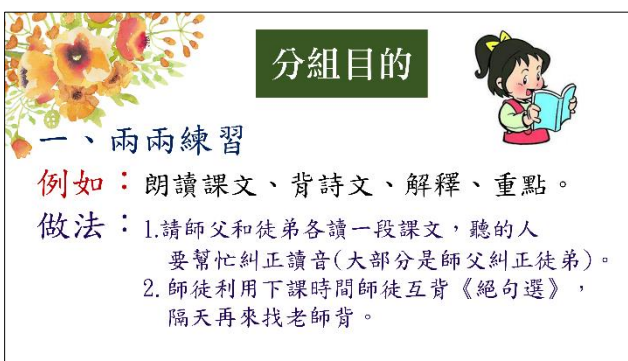 分組目的
一、兩兩練習
例如：朗讀課文、背詩文、解釋、重點。
做法：1.請師父和徒弟各讀一段課文，聽的人
要幫忙糾正讀音(大部分是師父糾正徒弟)。
2.師徒利用下課時間師徒互背《絕句選》，
隔天再來找老師背。